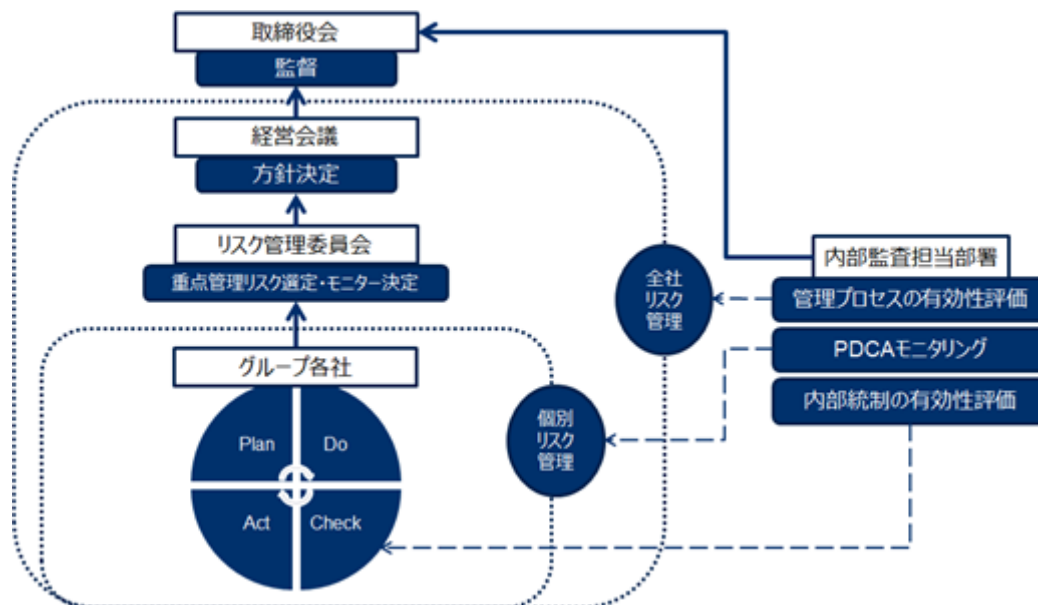 取締役会
監督
経営会議
方針決定
リスク管理委員会
重点管理リスク選定・モニター決定
グループ各社
Plan
Do
Act
Check
全社
リスク
管理
個別
リスク
管理
内部監査担当部署
管理プロセスの有効性評価
PDCAモニタリング
内部統制の有効性評価